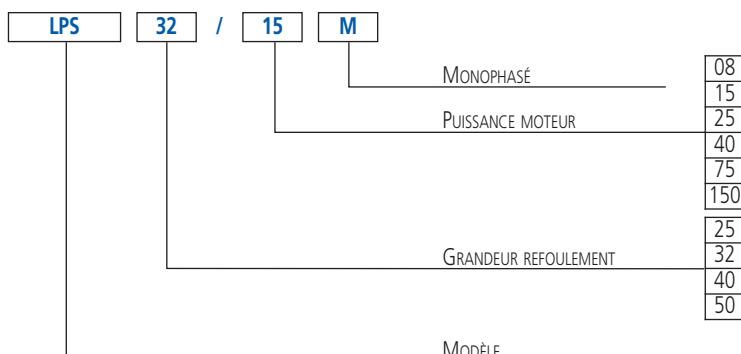 LPS 32 / 15 M
MONOPHASÉ
PUISSANCE MOTEUR
08
15
25
40
75
150
GRANDEUR REFOULEMENT
25
32
40
50
MODÈLE